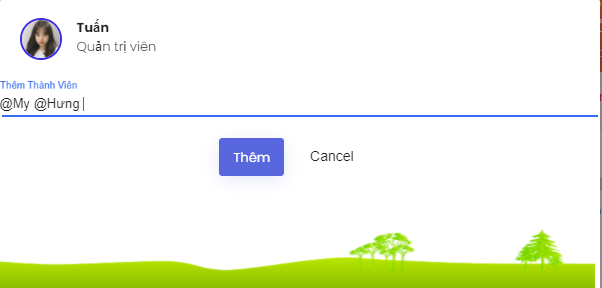 Tuấn
Quản trị viên
Thêm Thành Viên
@My @Hưng
Thêm
Cancel